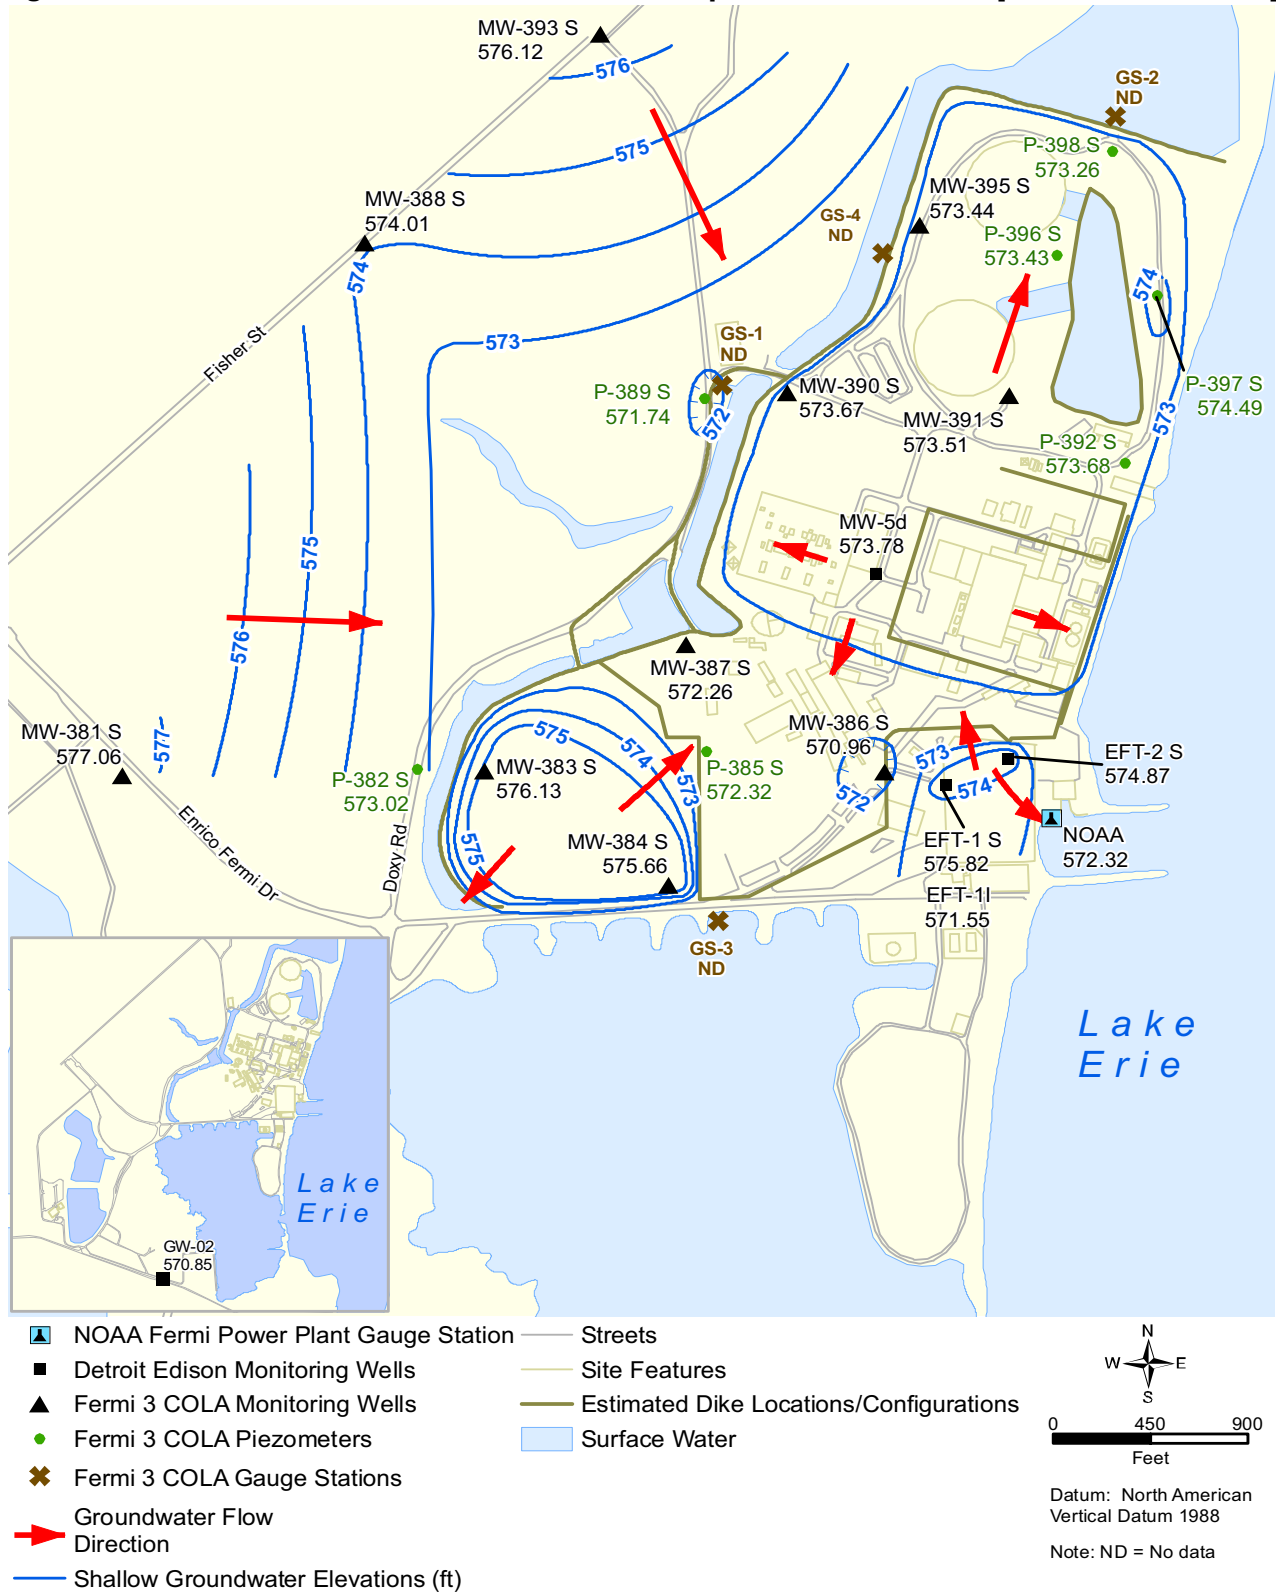 MW-393 S
576.12
576
GS-2
ND
575
P-398 S
573.26
MW-388 S
574.01
MW-395 S
573.44
GS-4
ND
P-396 S
573.43
574
574
Fisher St
573
GS-1
ND
P-389 S
571.74
572
MW-390 S
573.67
P-397 S
574.49
MW-391 S
573.51
573
P-392 S
573.68
MW-5d
573.78
575
576
MW-387 S
572.26
MW-381 S
577.06
577
P-382 S
573.02
575
574
573
MW-383 S
576.13
P-385 S
572.32
MW-386 S
570.96
572
573
574
EFT-2 S
574.87
Enrico Fermi Dr
Doxy Rd
575
MW-384 S
575.66
EFT-1 S
575.82
NOAA
572.32
EFT-1I
571.55
GS-3
ND
Lake
Erie
Lake
Erie
GW-02
570.85
NOAA Fermi Power Plant Gauge Station
Detroit Edison Monitoring Wells
Fermi 3 COLA Monitoring Wells
Fermi 3 COLA Piezometers
Fermi 3 COLA Gauge Stations
Groundwater Flow
Direction
Shallow Groundwater Elevations (ft)
Streets
Site Features
Estimated Dike Locations/Configurations
Surface Water
N
W E
S
0 450 900
Feet
Datum: North American
Vertical Datum 1988
Note: ND = No data